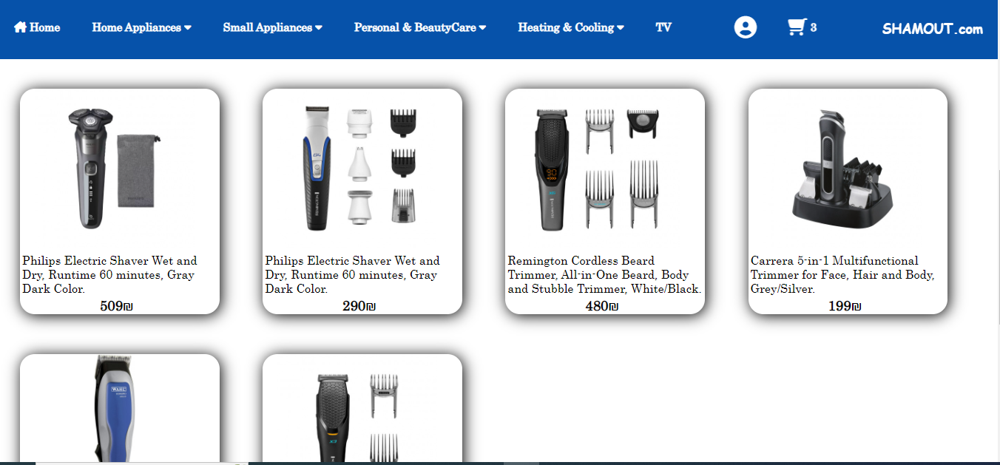 Home
Home Appliances
Small Appliances
Personal & BeautyCare
Heating & Cooling
TV
3
SHAMOUT.com
Philips Electric Shaver Wet and
Dry, Runtime 60 minutes, Gray
Dark Color.
509₪
Philips Electric Shaver Wet and
Dry, Runtime 60 minutes, Gray
Dark Color.
290₪
90
Remington Cordless Beard
Trimmer, All-in-One Beard, Body
and Stubble Trimmer, White/Black.
480₪
Carrera 5-in-1 Multifunctional
Trimmer for Face, Hair and Body,
Grey/Silver.
199₪
WAHL
X3